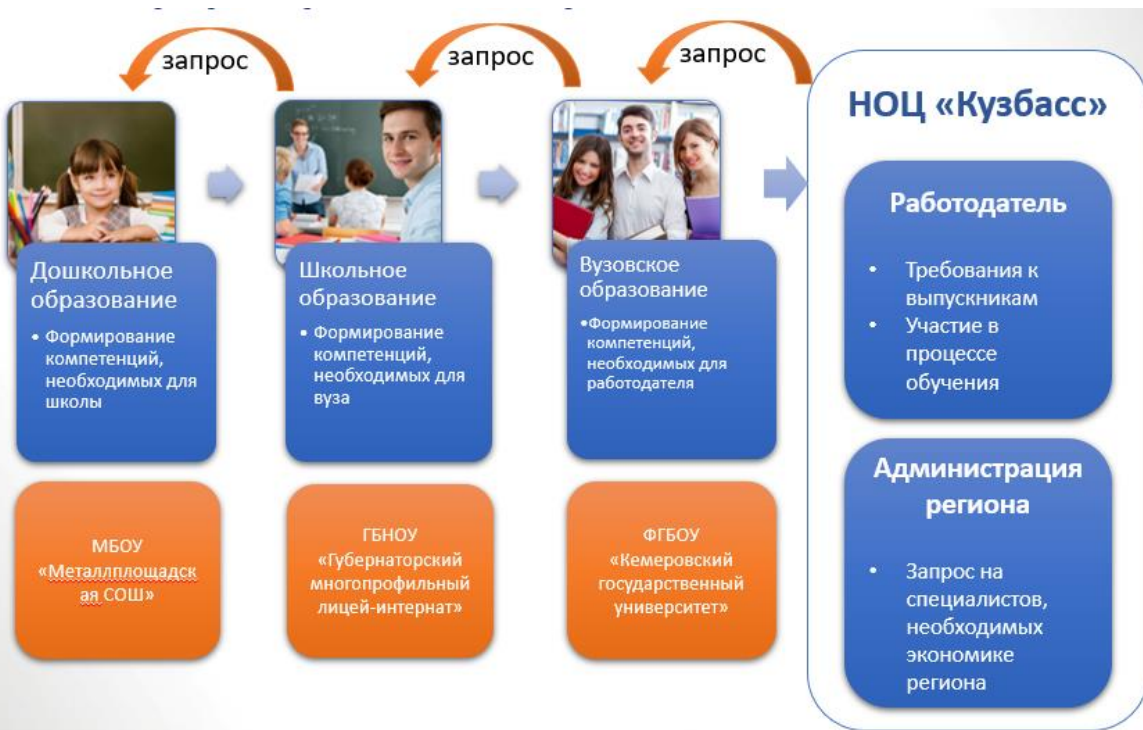 запрос
запрос
запрос
НОЦ «Кузбасс»
Дошкольное
образование
• Формирование
компетенций,
необходимых для
школы
Школьное
образование
• Формирование
компетенций,
необходимых для
вуза
Вузовское
образование
•Формирование
компетенций,
необходимых для
работодателя
Работодатель
• Требования к
выпускникам
• Участие в
процессе
обучения
МБОУ
«Металлплощадск
ая СОШ»
ГБНОУ
«Губернаторский
многопрофильный
лицей-интернат»
ФГБОУ
«Кемеровский
государственный
университет»
Администрация
региона
• Запрос на
специалистов,
необходимых
экономике
региона